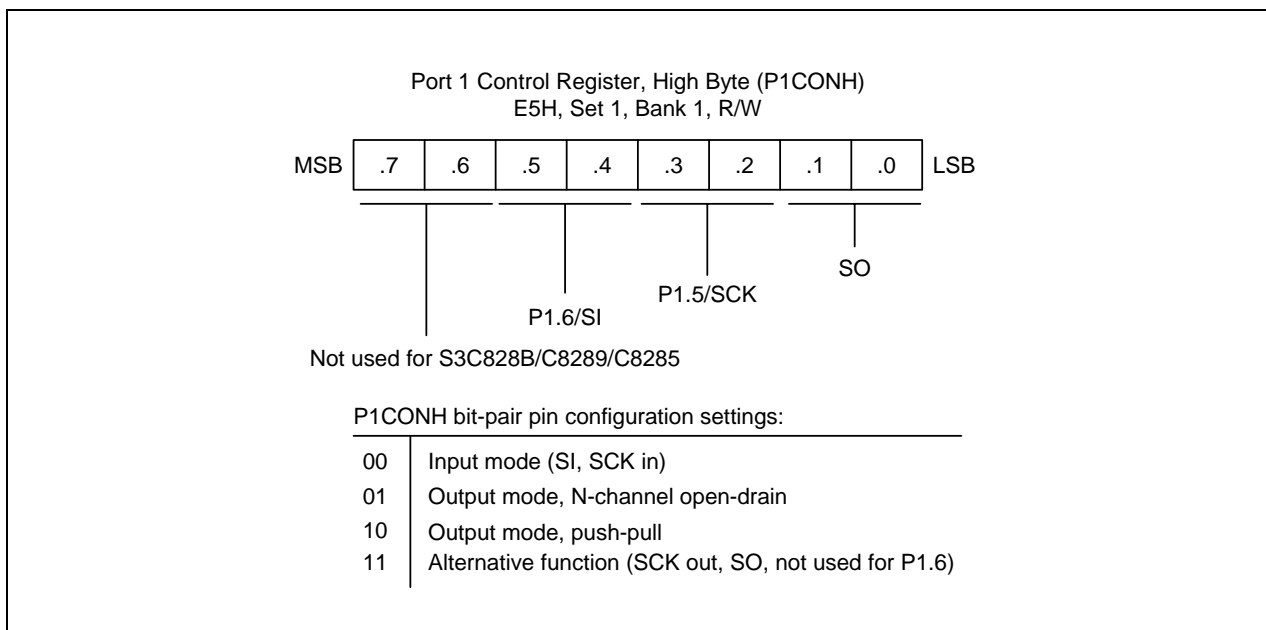 Port 1 Control Register, High Byte (P1CONH)
E5H, Set 1, Bank 1, R/W
MSB .7 .6 .5 .4 .3 .2 .1 .0 LSB
SO
P1.5/SCK
P1.6/SI
Not used for S3C828B/C8289/C8285
P1CONH bit-pair pin configuration settings:
00 Input mode (SI, SCK in)
01 Output mode, N-channel open-drain
10 Output mode, push-pull
11 Alternative function (SCK out, SO, not used for P1.6)